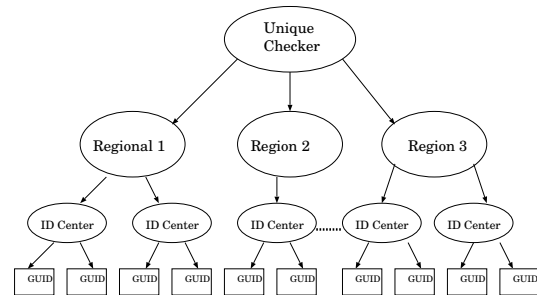 Unique
Checker
Regional 1
Region 2
Region 3
ID Center
ID Center
ID Center
ID Center
ID Center
GUID
GUID
GUID
GUID
GUID
GUID
GUID
GUID
GUID
GUID